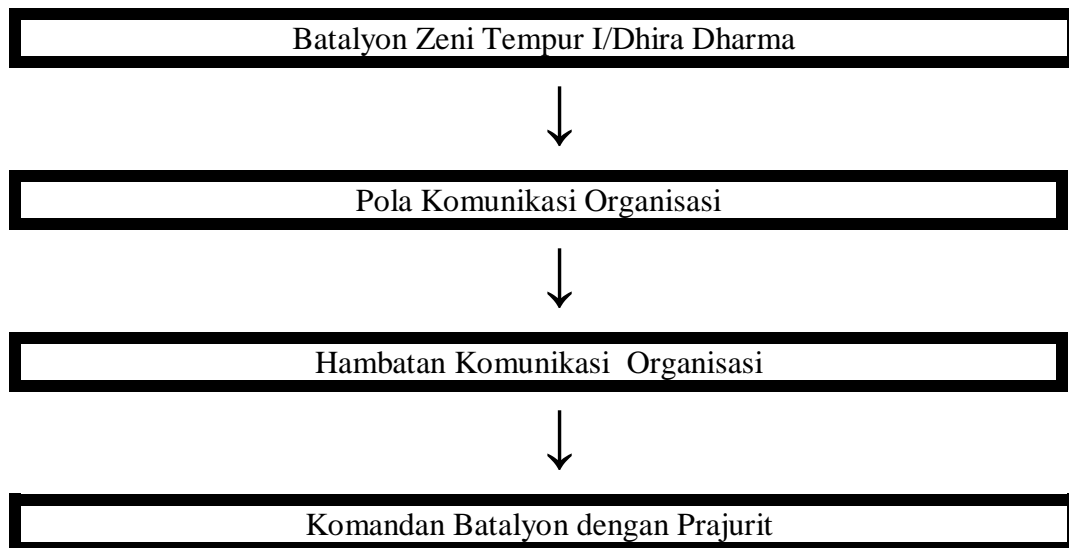 Batalyon Zeni Tempur I/Dhira Dharma
Pola Komunikasi Organisasi
Hambatan Komunikasi  Organisasi
Komandan Batalyon dengan Prajurit